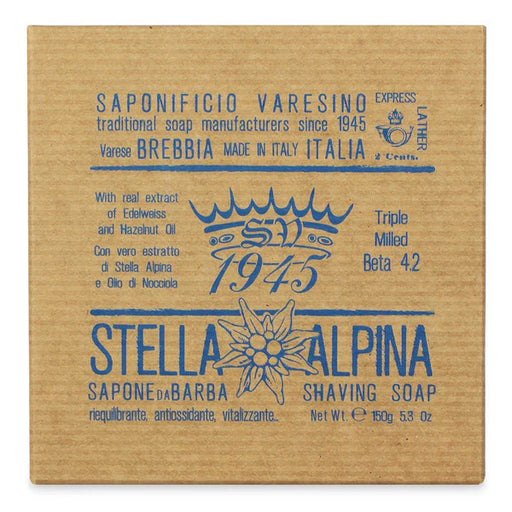 SAPONIFICIO VARESINO
traditional soap manufacturers since 1945
Varese BREBBIA MADE IN ITALY ITALIA
EXPRESS
LATHER
2 Cents.
With real extract
of Edelweiss
and Hazelnut Oil
Con vero estratto
di Stella Alpina
e Olio di Nocciola
SV
1945
Triple
Milled
Beta 4.2
STELLA ALPINA
SAPONE DA BARBA
SHAVING SOAP
riequilibrante, antiossidante, vitalizzante...
Net Wt. ℮ 150g. 5.3 Oz